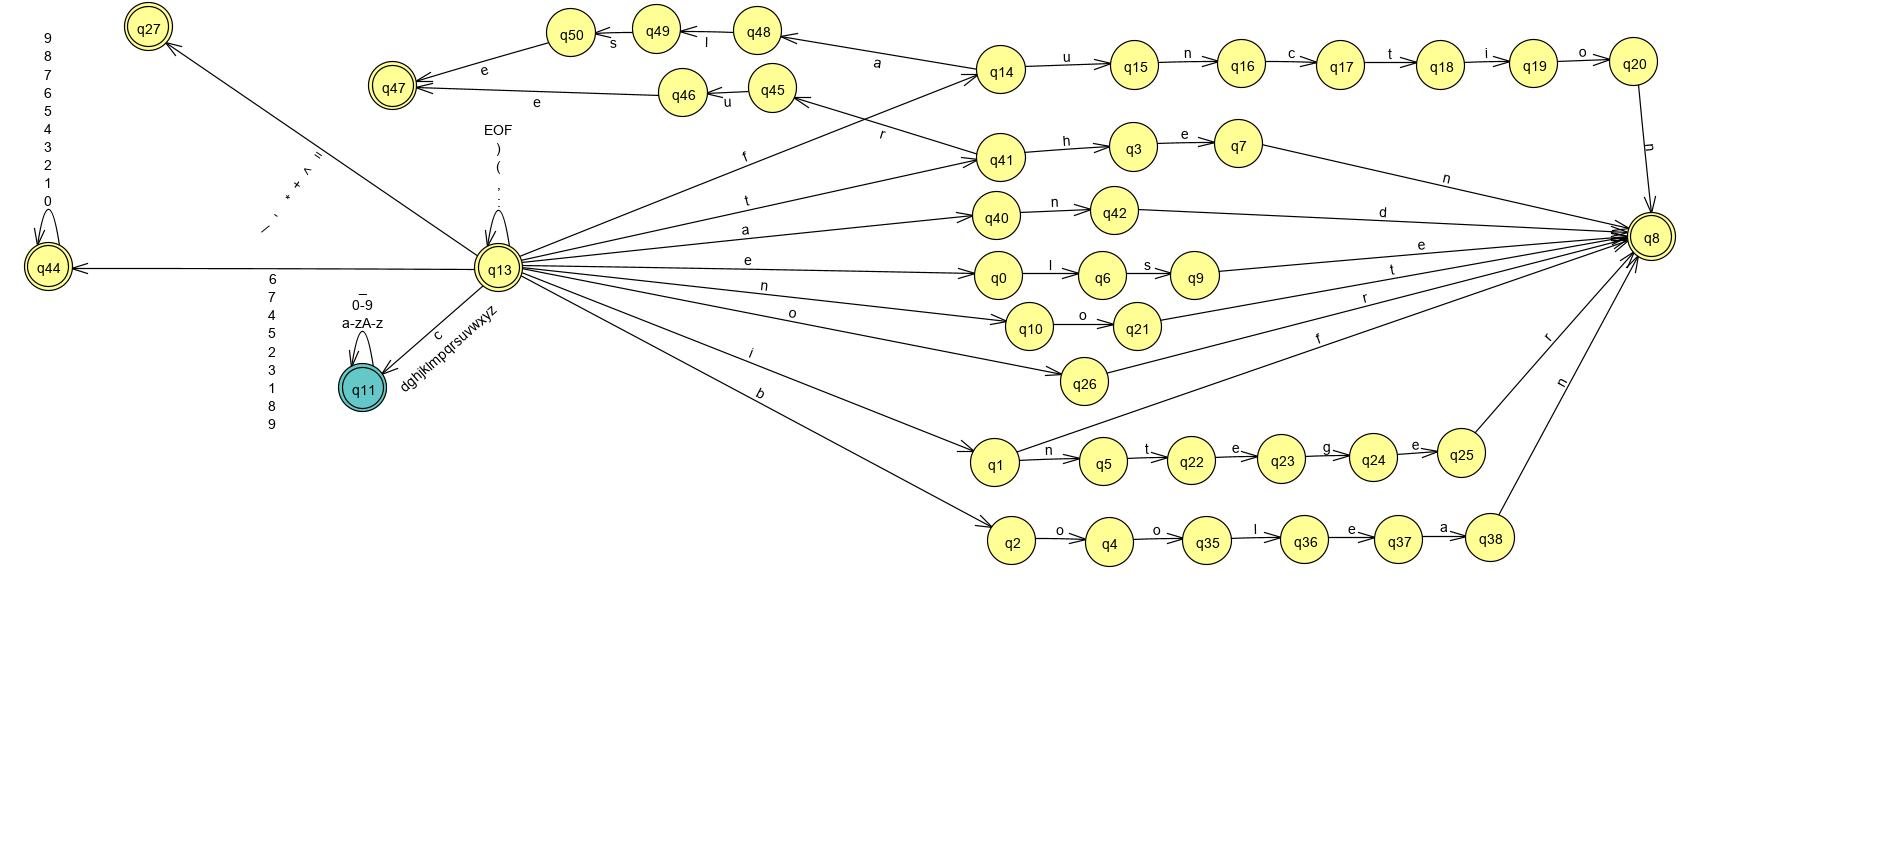 9
8
7
6
5
4
3
2
1
0
q44
q27
q50
s
q49
l
q48
a
e
q47
e
q46
u
q45
r
q14
u
q15
n
q16
c
q17
t
q18
i
q19
o
q20
n
EOF
)
(
,
:
q13
f
t
q41
h
q3
e
q7
n
a
q40
n
q42
d
q8
e
q0
l
q6
s
q9
e
n
q10
o
q21
t
o
q26
r
i
q1
f
n
q5
t
q22
e
q23
g
q24
e
q25
r
b
q2
o
q4
o
q35
l
q36
e
q37
a
q38
n
/ - * + < =
6
7
4
5
2
3
1
8
9
_
0-9
a-zA-z
q11
c
dghjklmpqrsuvwxyz